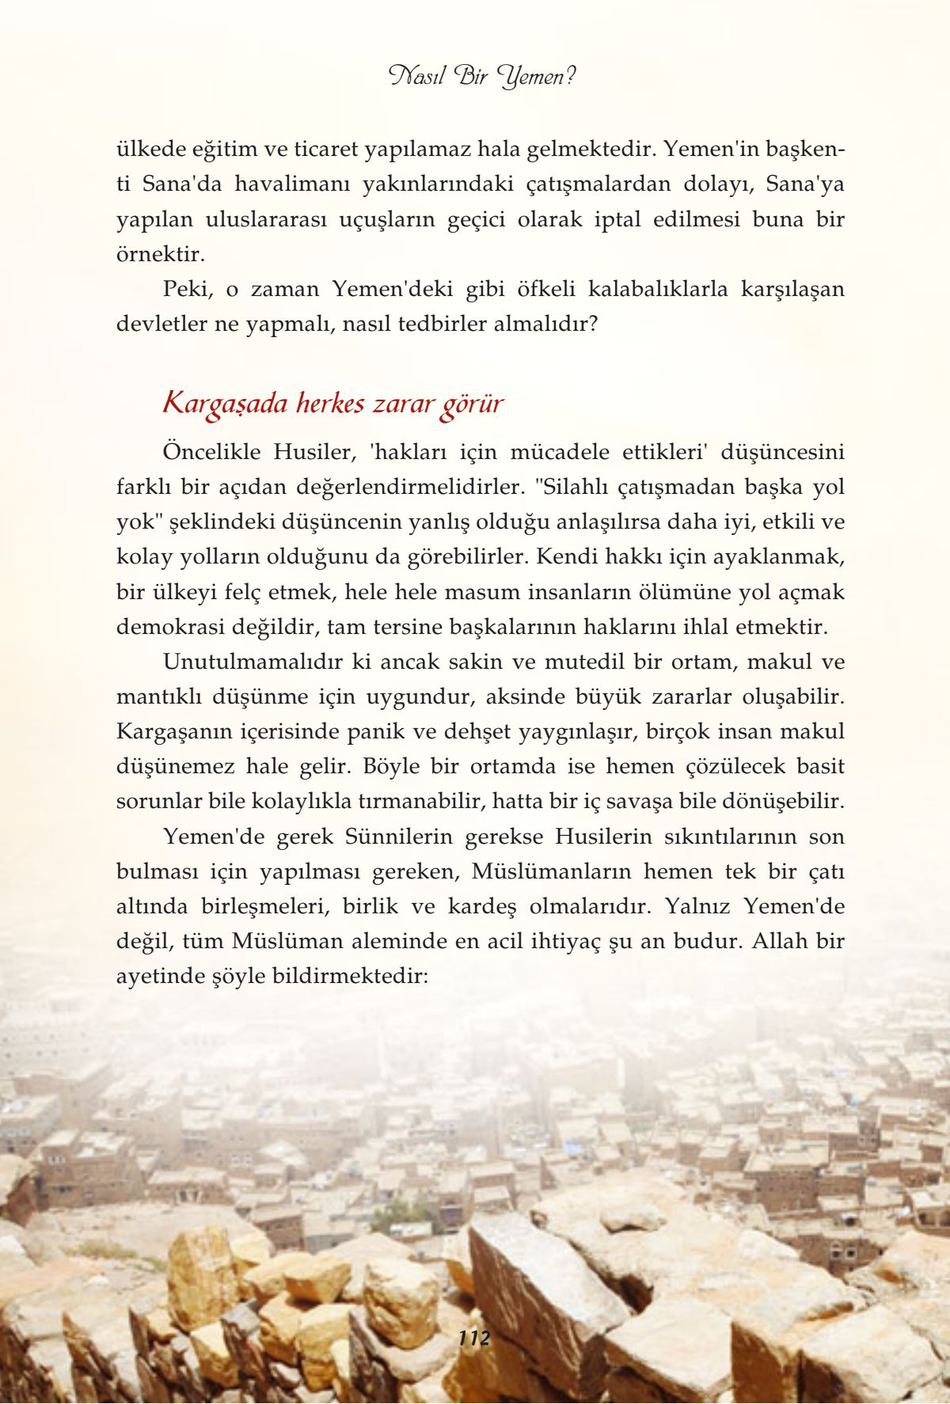 Nasıl Bir Yemen?
ülkede eğitim ve ticaret yapılamaz hala gelmektedir. Yemen'in başken-
ti Sana'da havalimanı yakınlarındaki çatışmalardan dolayı, Sana'ya
yapılan uluslararası uçuşların geçici olarak iptal edilmesi buna bir
örnektir.
Peki, o zaman Yemen'deki gibi öfkeli kalabalıklarla karşılaşan
devletler ne yapmalı, nasıl tedbirler almalıdır?
Kargaşada herkes zarar görür
Öncelikle Husiler, 'hakları için mücadele ettikleri' düşüncesini
farklı bir açıdan değerlendirmelidirler. "Silahlı çatışmadan başka yol
yok" şeklindeki düşüncenin yanlış olduğu anlaşılırsa daha iyi, etkili ve
kolay yolların olduğunu da görebilirler. Kendi hakkı için ayaklanmak,
bir ülkeyi felç etmek, hele hele masum insanların ölümüne yol açmak
demokrasi değildir, tam tersine başkalarının haklarını ihlal etmektir.
Unutulmamalıdır ki ancak sakin ve mutedil bir ortam, makul ve
mantıklı düşünme için uygundur, aksinde büyük zararlar oluşabilir.
Kargaşanın içerisinde panik ve dehşet yaygınlaşır, birçok insan makul
düşünemez hale gelir. Böyle bir ortamda ise hemen çözülecek basit
sorunlar bile kolaylıkla tırmanabilir, hatta bir iç savaşa bile dönüşebilir.
Yemen'de gerek Sünnilerin gerekse Husilerin sıkıntılarının son
bulması için yapılması gereken, Müslümanların hemen tek bir çatı
altında birleşmeleri, birlik ve kardeş olmalarıdır. Yalnız Yemen'de
değil, tüm Müslüman aleminde en acil ihtiyaç şu an budur. Allah bir
ayetinde şöyle bildirmektedir:
112